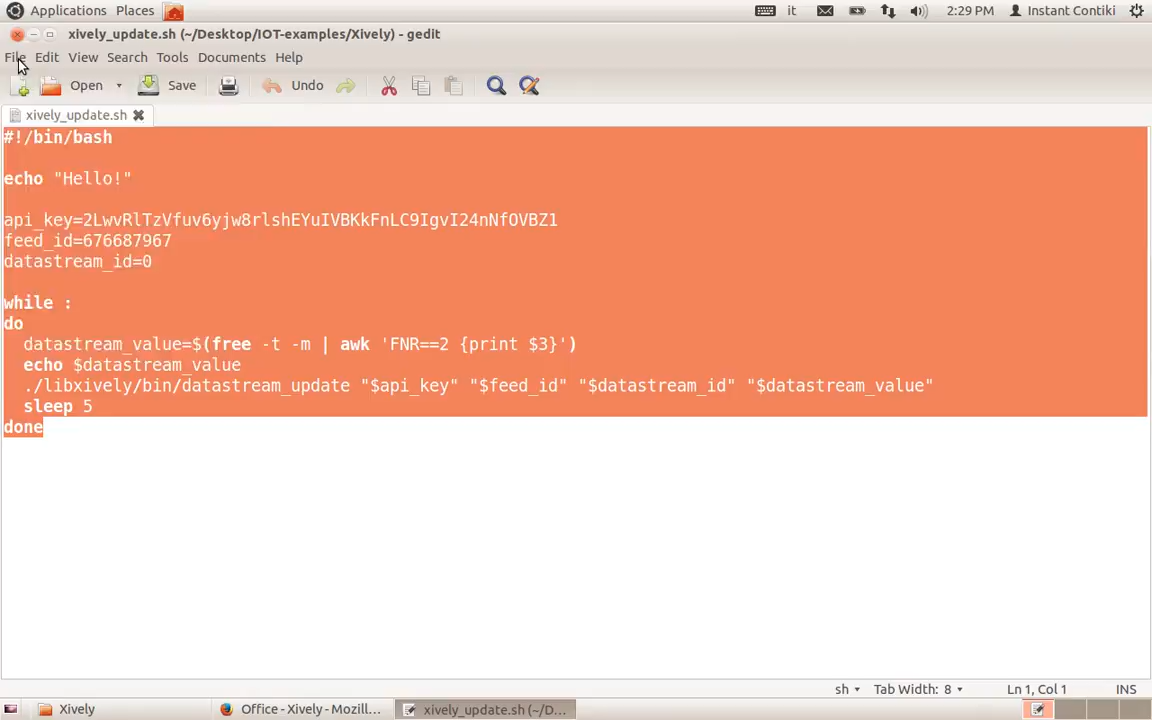 Applications Places it 2:29 PM Instant Contiki
xively_update.sh (~/Desktop/IOT-examples/Xively) - gedit
File Edit View Search Tools Documents Help
Open Save Undo
xively_update.sh
#!/bin/bash
echo "Hello!"
api_key=2LwvRlTzVfuv6yjw8rlshEYuIVBKkFnLC9IgvI24nNfOVBZ1
feed_id=676687967
datastream_id=0
while :
do
datastream_value=$(free -t -m | awk 'FNR==2 {print $3}')
echo $datastream_value
./libxively/bin/datastream_update "$api_key" "$feed_id" "$datastream_id" "$datastream_value"
sleep 5
done
sh Tab Width: 8 Ln 1, Col 1 INS
Xively Office - Xively - Mozill... xively_update.sh (~/D...